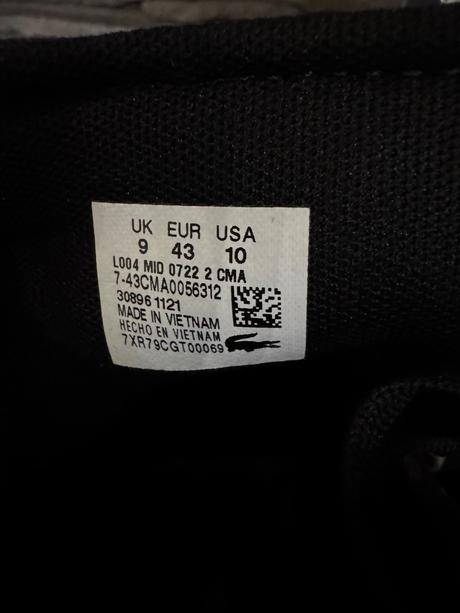 UK EUR USA
9 43 10
L004 MID 0722 2 CMA
7-43CMA0056312
30896 1121
MADE IN VIETNAM
HECHO EN VIETNAM
7XR79CGT00069